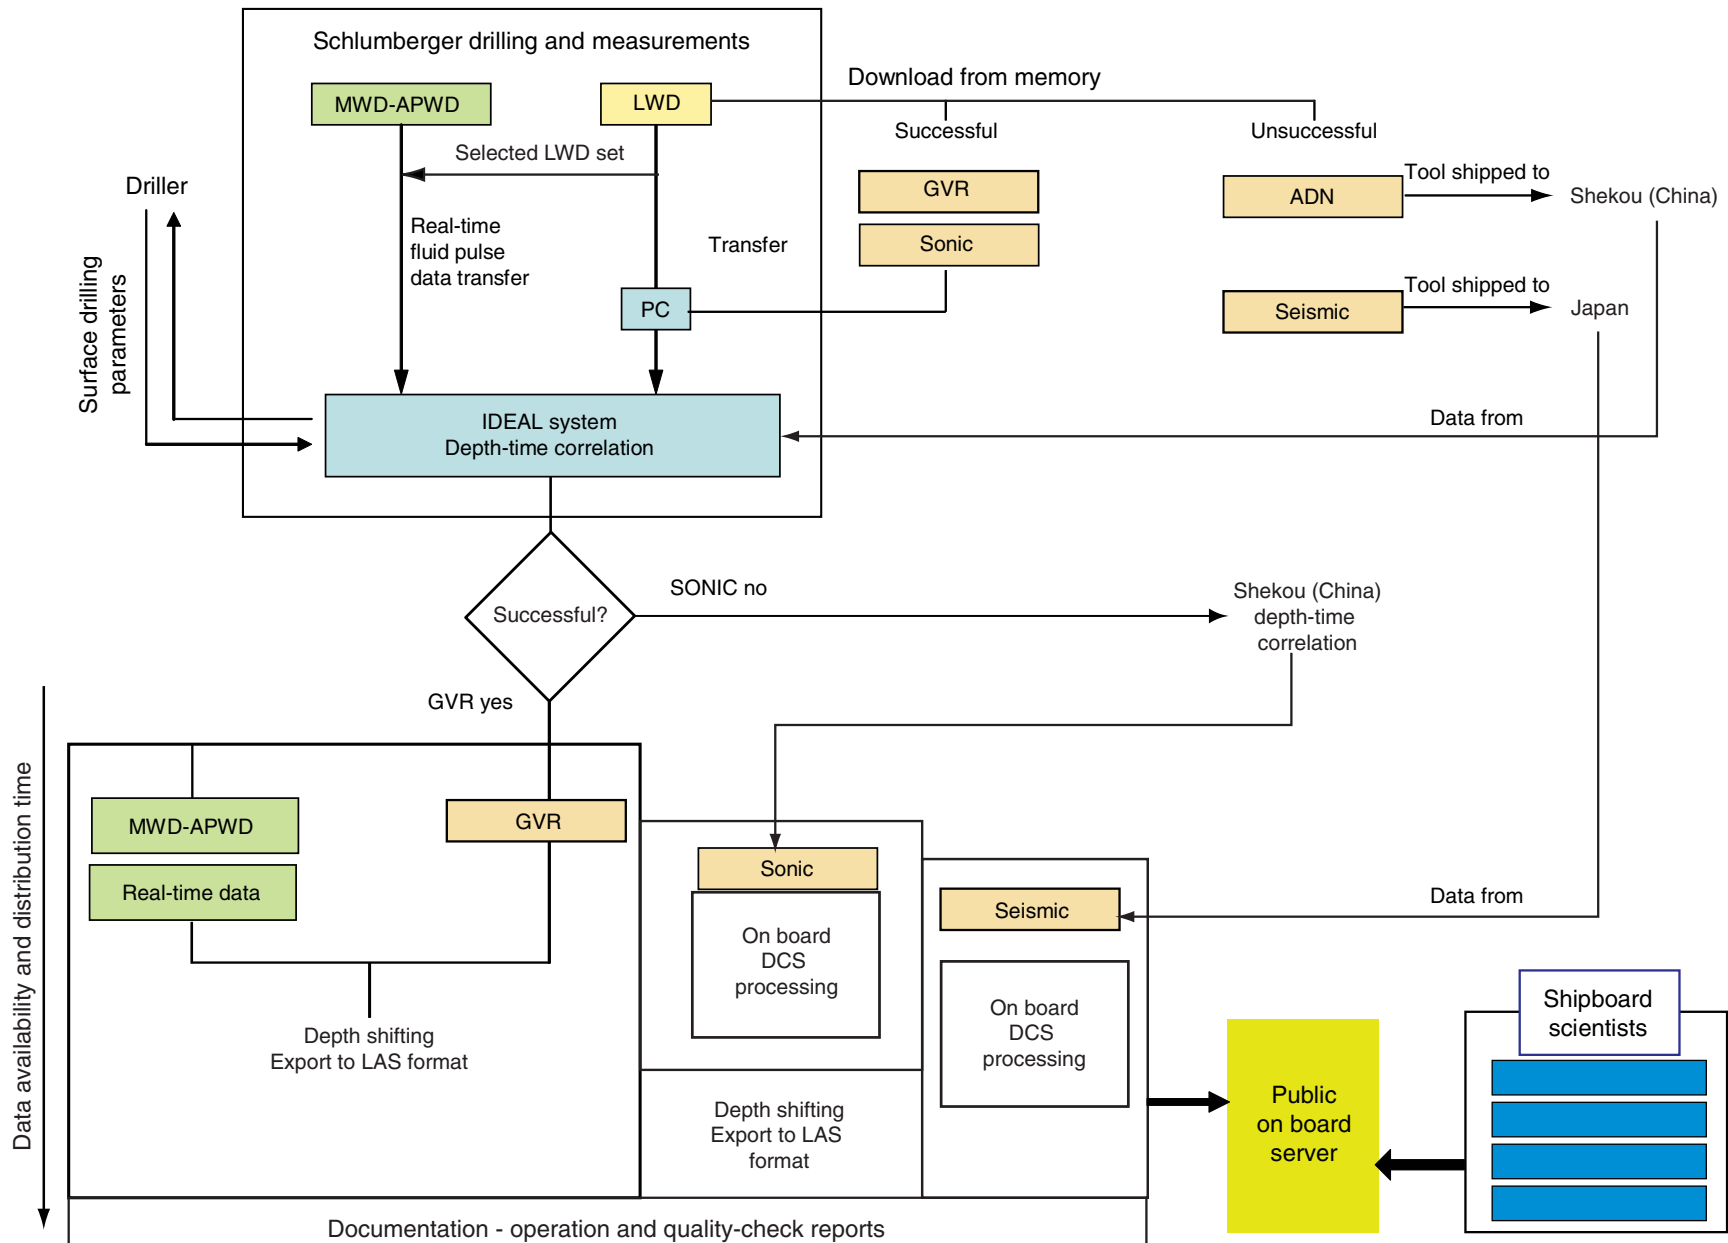 Schlumberger drilling and measurements
MWD-APWD
LWD
Download from memory
Successful
Unsuccessful
Selected LWD set
Driller
GVR
Sonic
ADN
Tool shipped to
Shekou (China)
Real-time
fluid pulse
data transfer
Transfer
PC
Seismic
Tool shipped to
Japan
Surface drilling
parameters
IDEAL system
Depth-time correlation
Data from
Successful?
SONIC no
Shekou (China)
depth-time
correlation
GVR yes
Data availability and distribution time
MWD-APWD
Real-time data
GVR
Sonic
On board
DCS
processing
Seismic
Data from
On board
DCS
processing
Depth shifting
Export to LAS format
Depth shifting
Export to LAS
format
Public
on board
server
Shipboard
scientists
Documentation - operation and quality-check reports